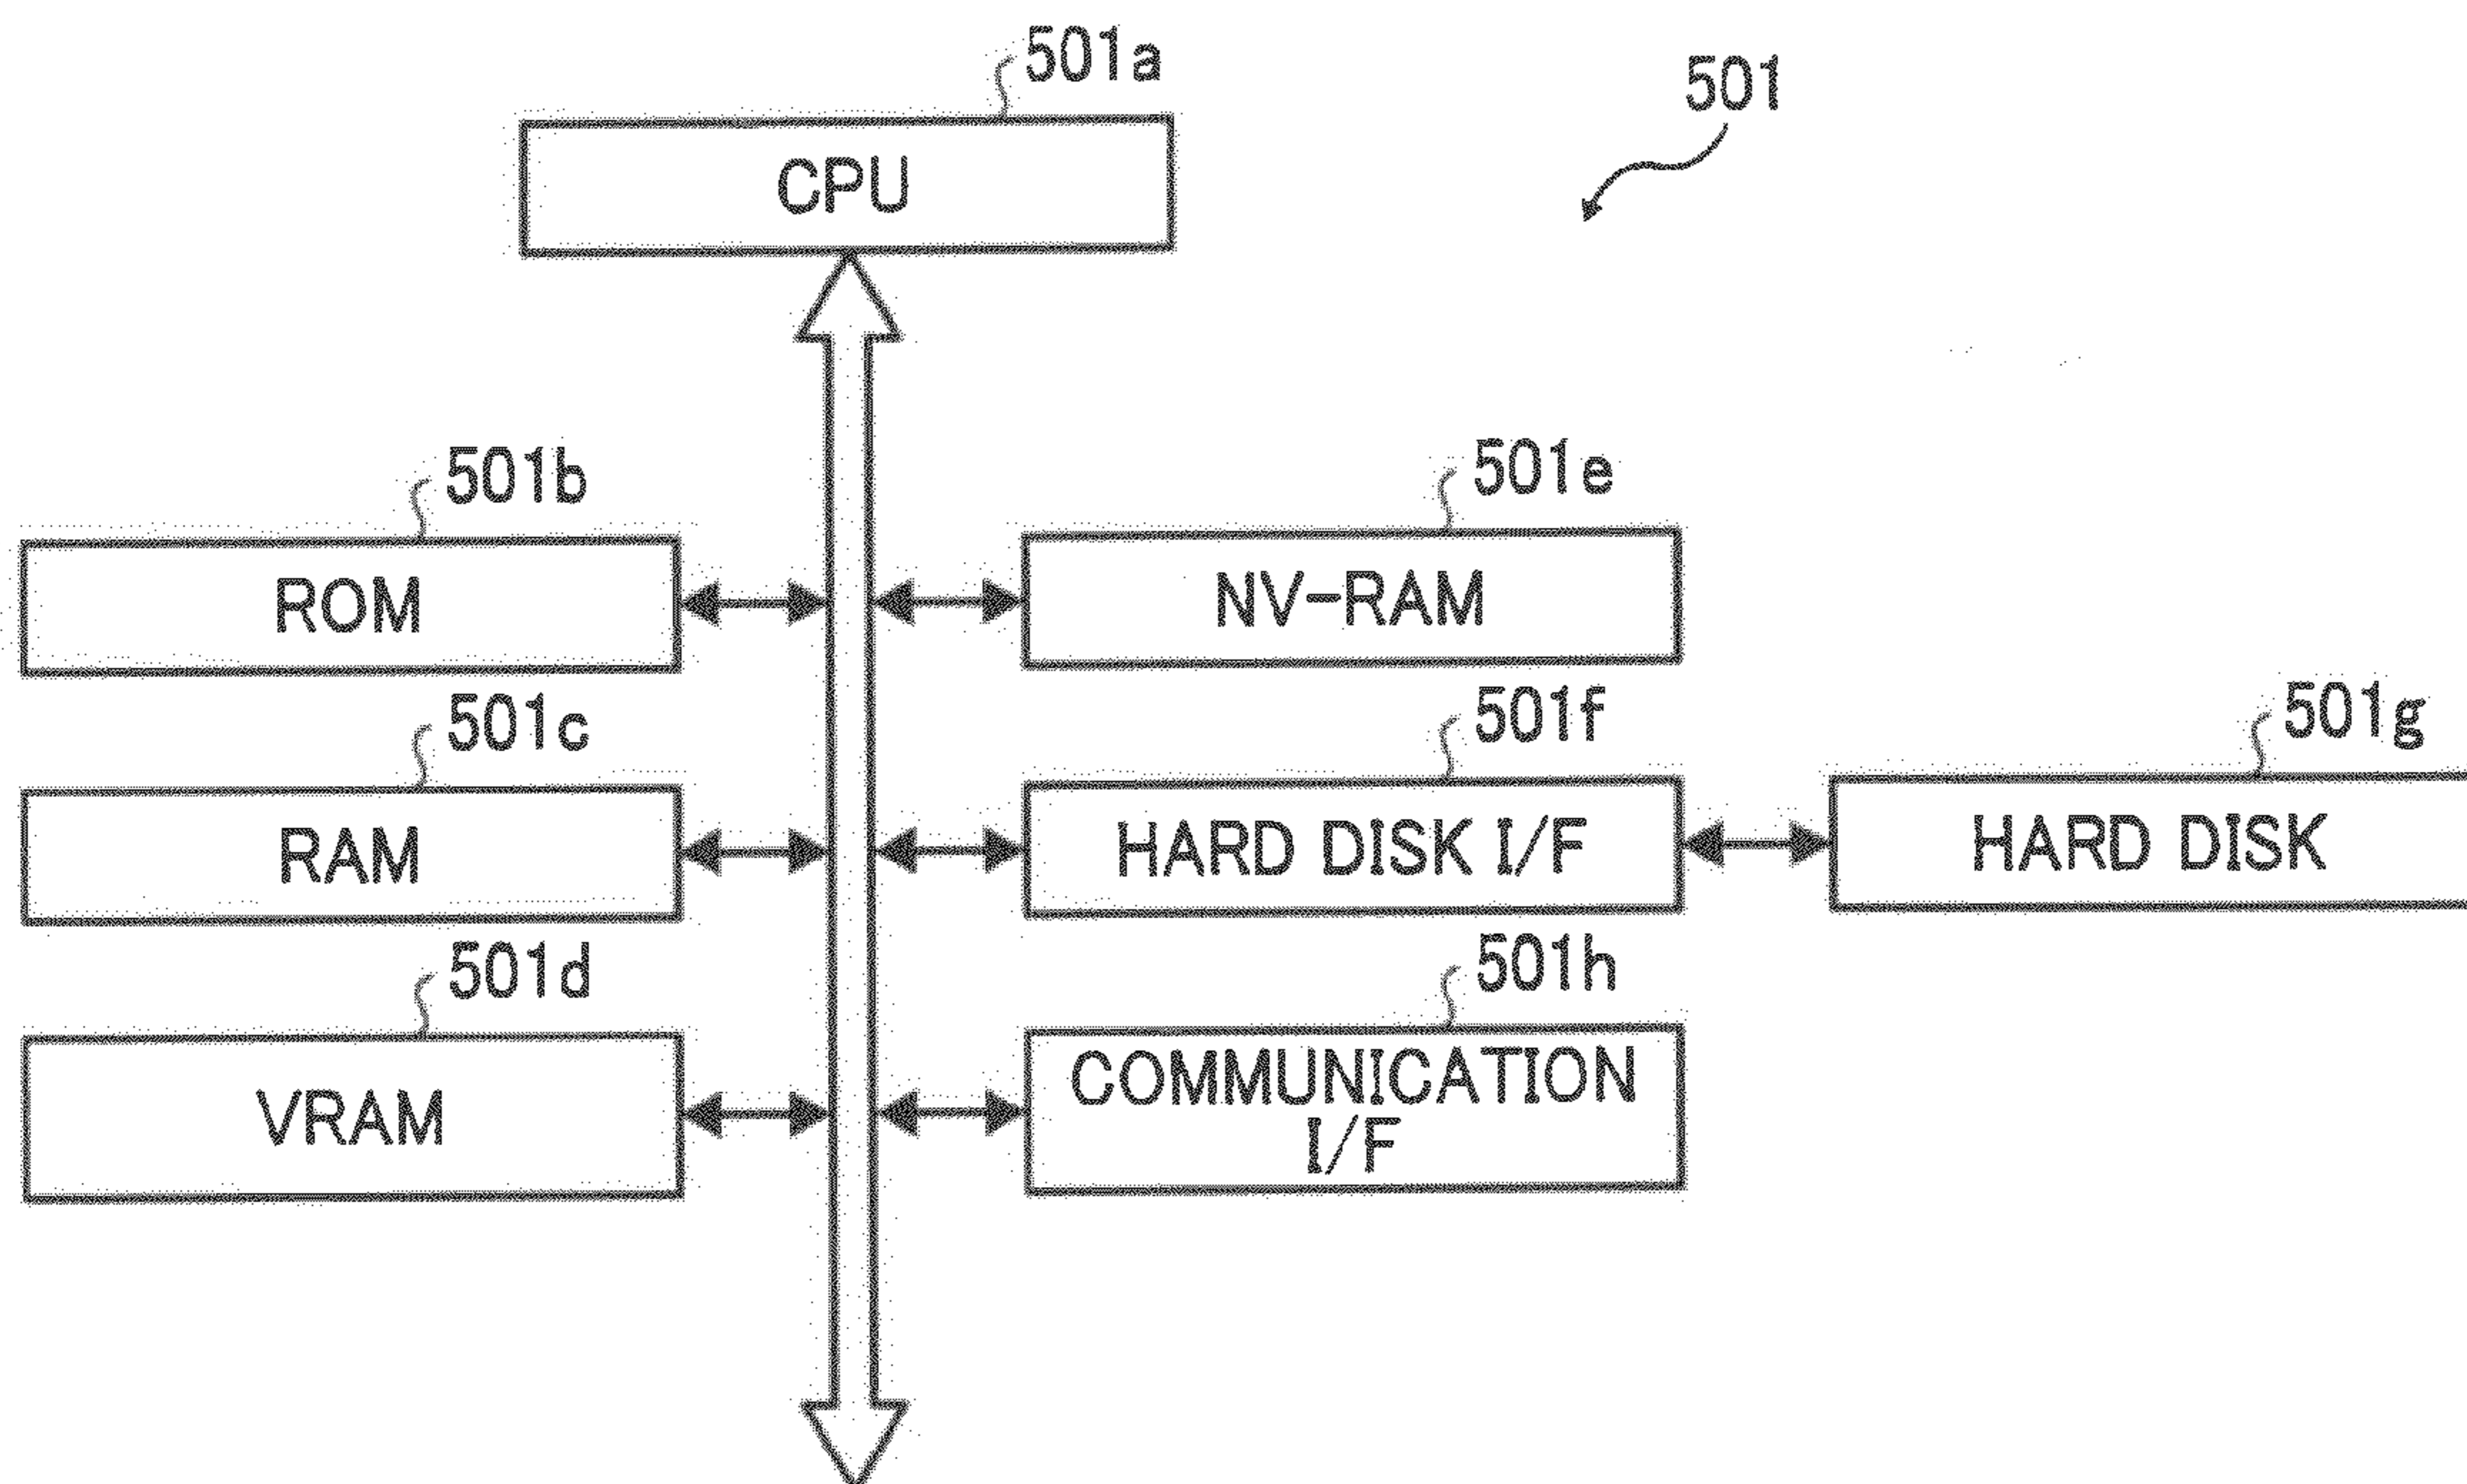 501a
501
CPU
501b
501e
ROM
NV-RAM
501c
501f
501g
RAM
HARD DISK I/F
HARD DISK
501d
501h
VRAM
COMMUNICATION
I/F